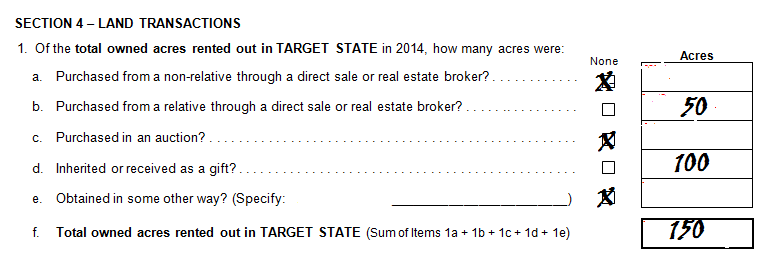 SECTION 4 – LAND TRANSACTIONS
1. Of the total owned acres rented out in TARGET STATE in 2014, how many acres were:
None Acres
a. Purchased from a non-relative through a direct sale or real estate broker? . . . . . . . . . . . . X
b. Purchased from a relative through a direct sale or real estate broker? . . . . . . . . . . . . . . . . 50
c. Purchased in an auction? . . . . . . . . . . . . . . . . . . . . . . . . . . . . . . . . . . . . . . . . . . . . . . . . . . . . X
d. Inherited or received as a gift? . . . . . . . . . . . . . . . . . . . . . . . . . . . . . . . . . . . . . . . . . . . . . . . 100
e. Obtained in some other way? (Specify: ____________________________) X
f. Total owned acres rented out in TARGET STATE (Sum of Items 1a + 1b + 1c + 1d + 1e) 150